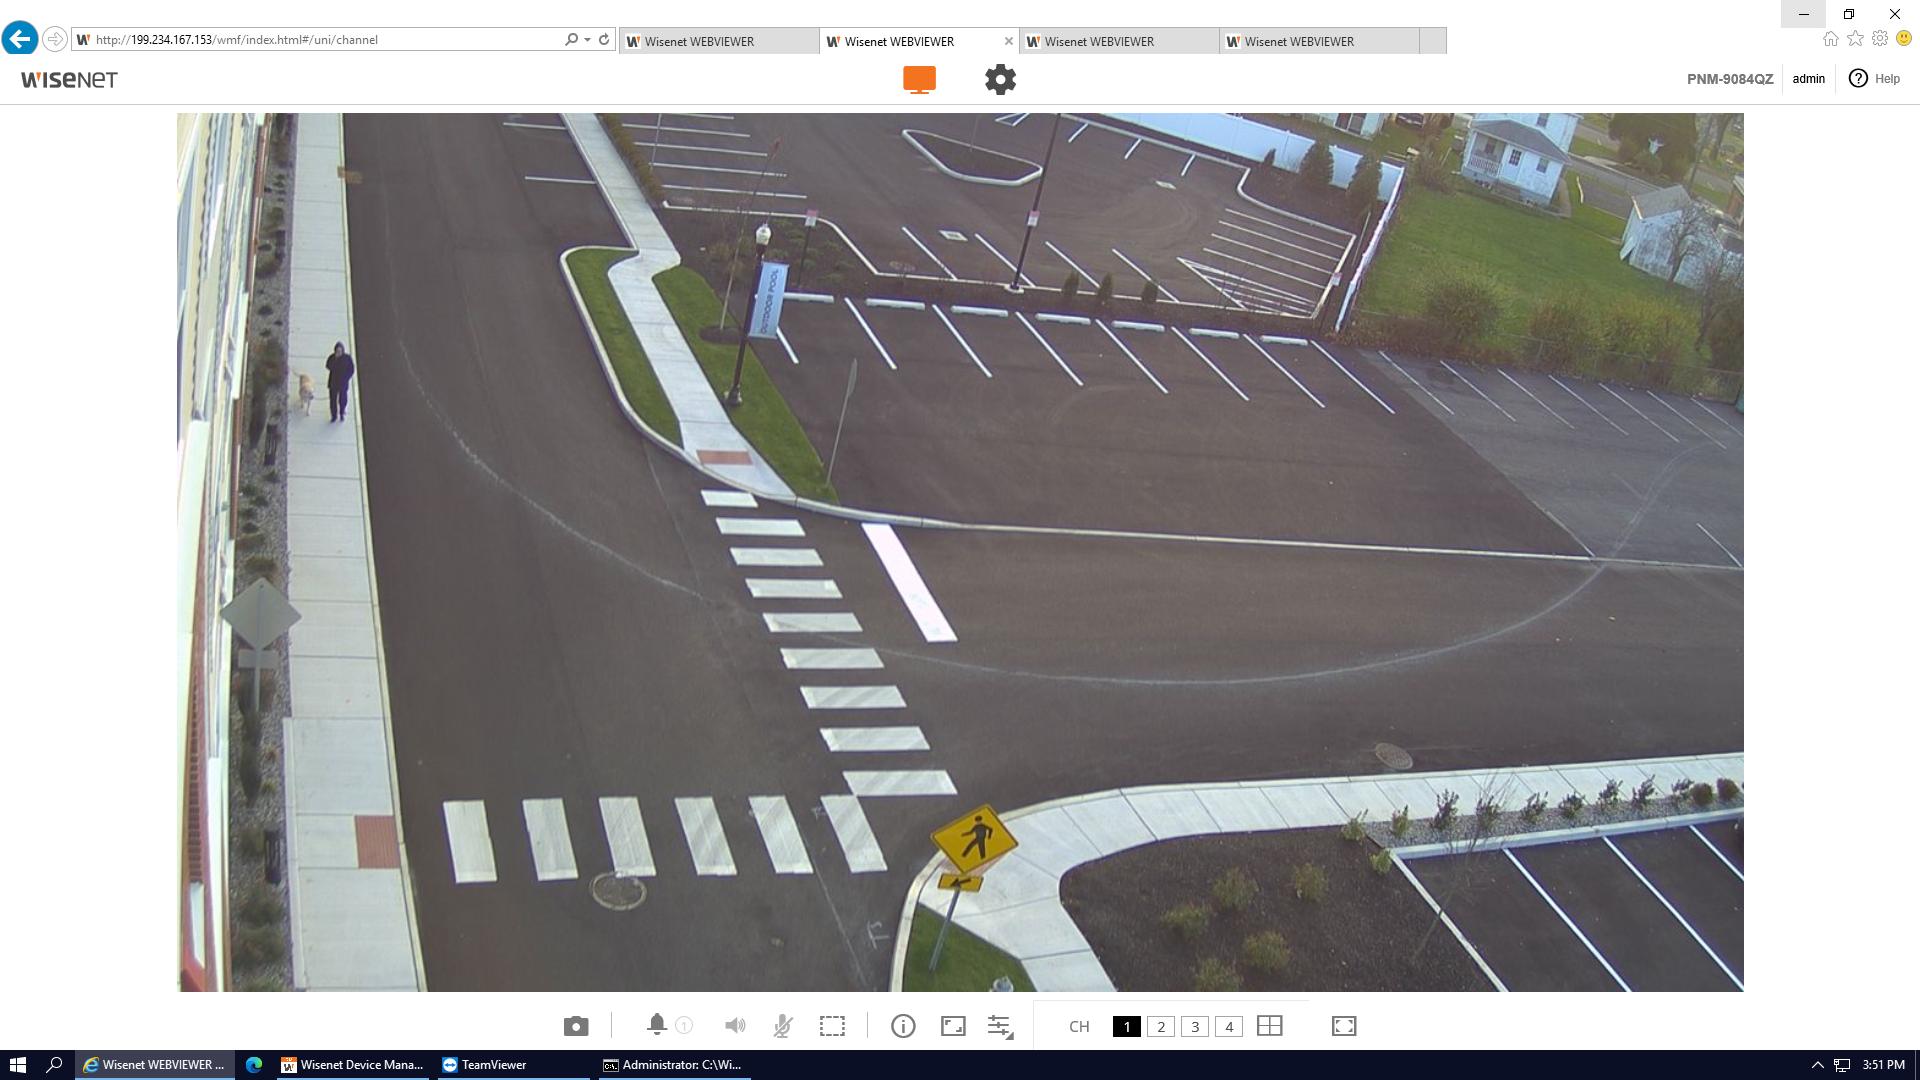 http://199.234.167.153/wmf/index.html#/uni/channel
Wisenet WEBVIEWER
Wisenet WEBVIEWER
Wisenet WEBVIEWER
Wisenet WEBVIEWER
WISENET
PNM-9084QZ
admin
? Help
OUTDOOR POOL
TS
1
CH
1
2
3
4
Wisenet WEBVIEWER ...
Wisenet Device Mana...
TeamViewer
Administrator: C:\Wi...
3:51 PM